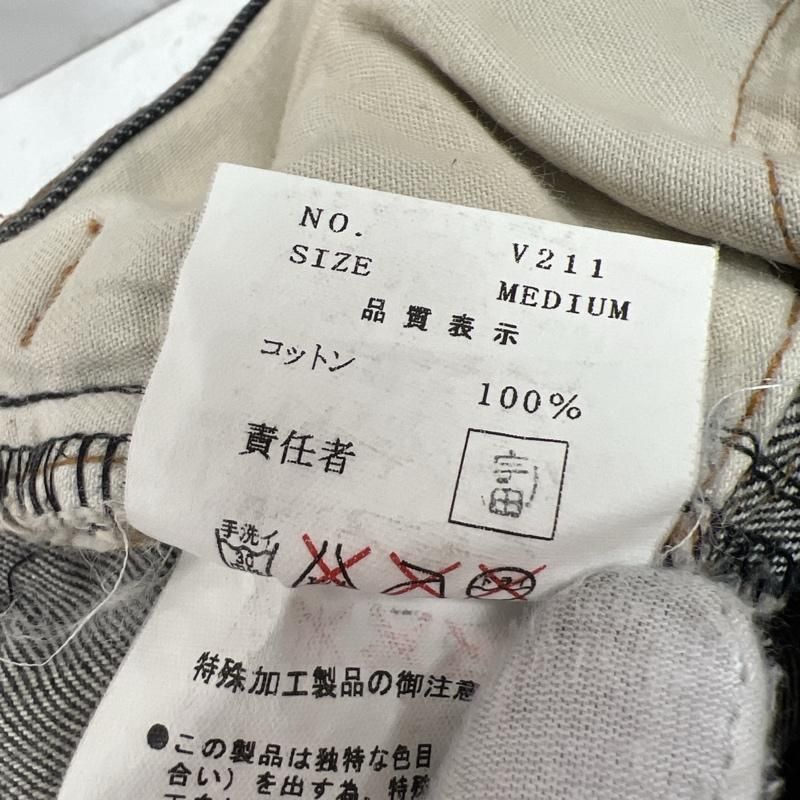 NO. V211
SIZE MEDIUM
品質表示
コットン 100%
責任者 宇田
手洗イ
30
特殊加工製品の御注意
●この製品は独特な色目
合い）を出す為、特殊